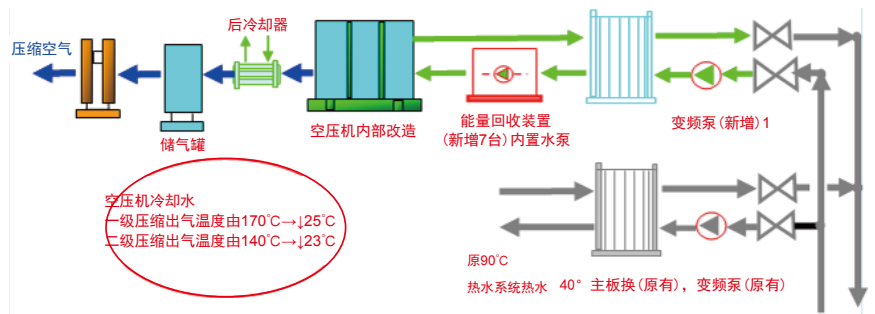 后冷却器
压缩空气
储气罐
空压机内部改造
能量回收装置
(新增7台)内置水泵
变频泵(新增)1
空压机冷却水
一级压缩出气温度由170℃→↓25℃
二级压缩出气温度由140℃→↓23℃
原90℃
热水系统热水
40°主板换(原有)，变频泵(原有)